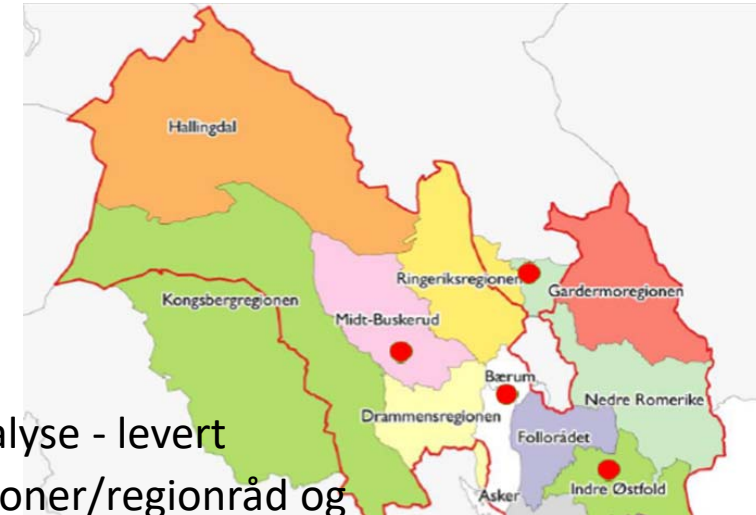 Hallingdal
Ringeriksregionen
Gardermoregionen
Kongsbergregionen
Midt-Buskerud
Bærum
Nedre Romerike
Drammensregionen
alyse - levert
Follorådet
Indre Østfold
Asker
oner/regionråd og